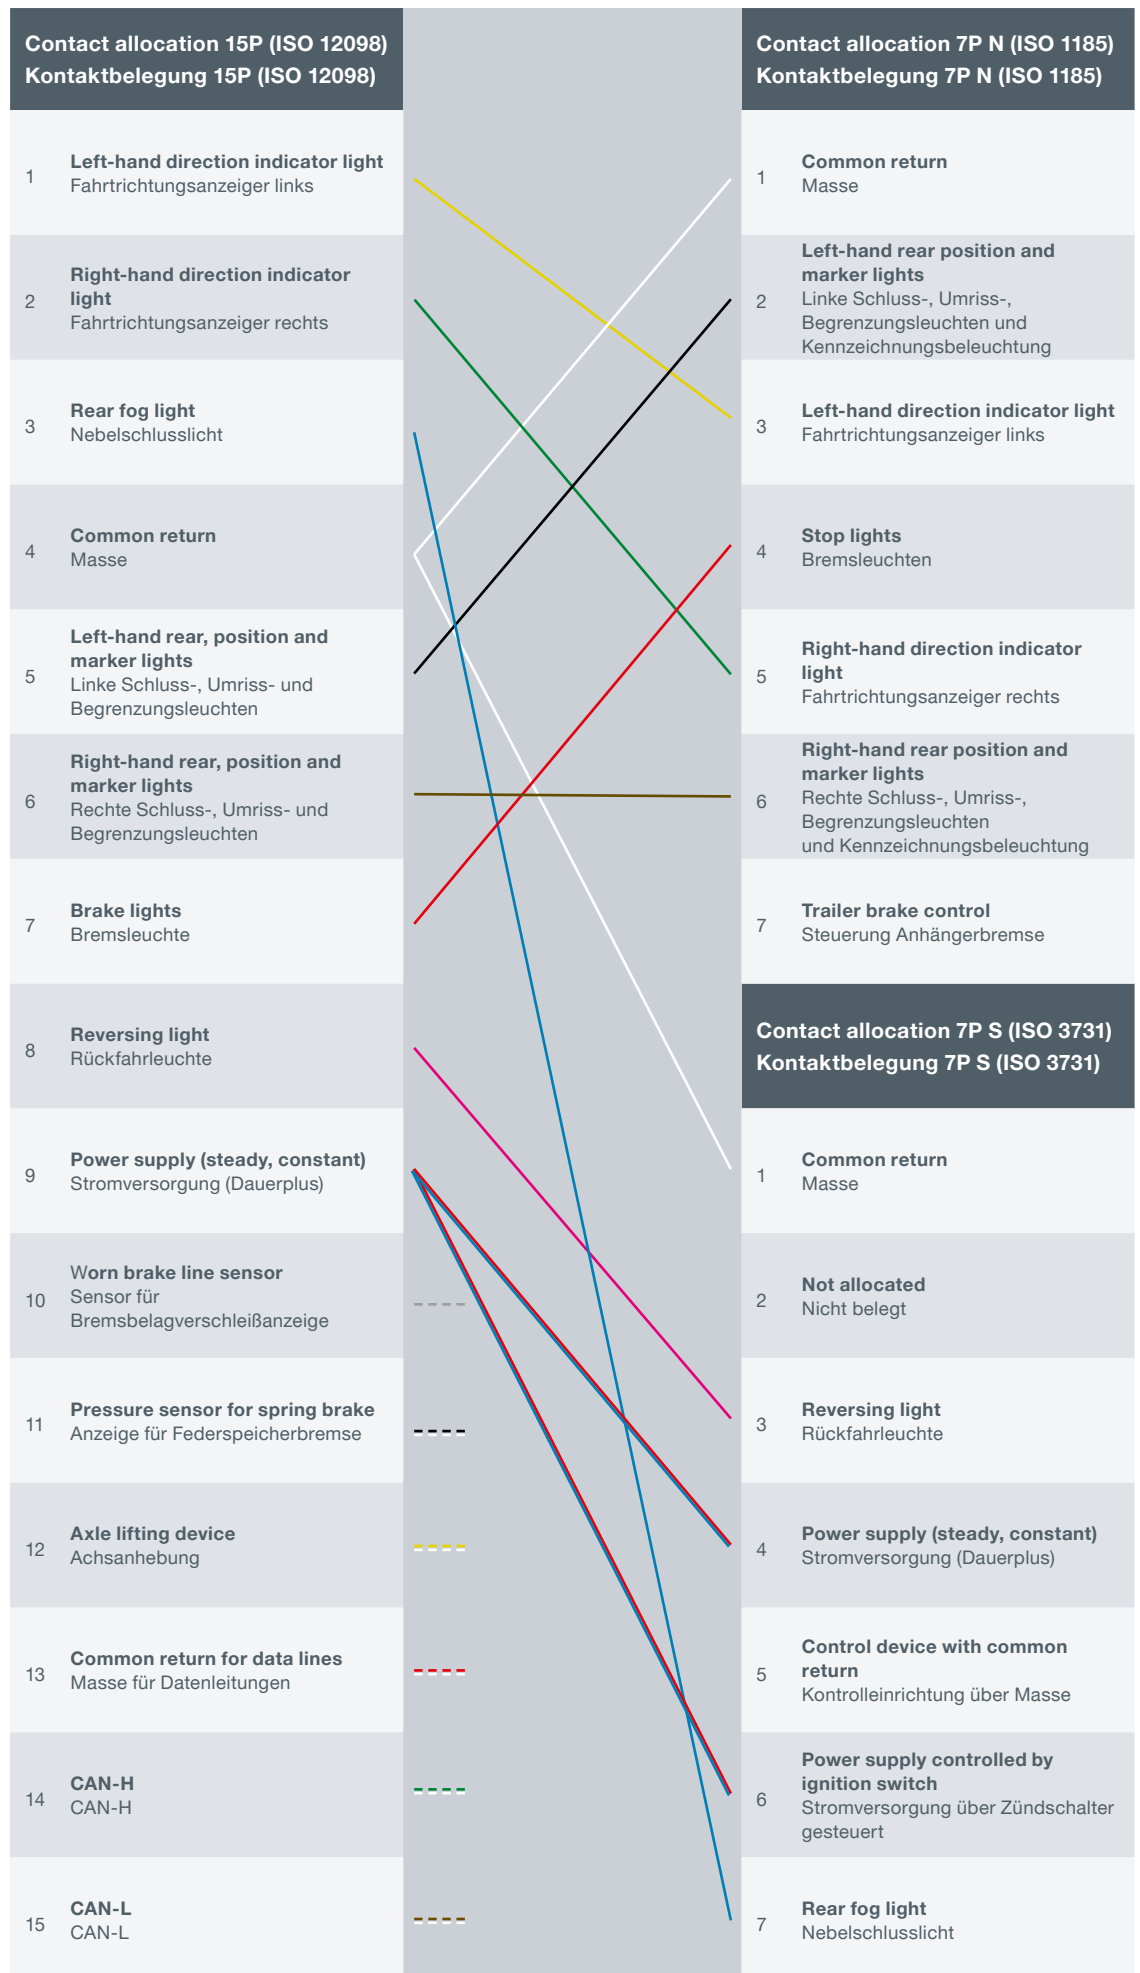 Contact allocation 15P (ISO 12098)
Kontaktbelegung 15P (ISO 12098)
1
Left-hand direction indicator light
Fahrtrichtungsanzeiger links
2
Right-hand direction indicator
light
Fahrtrichtungsanzeiger rechts
3
Rear fog light
Nebelschlusslicht
4
Common return
Masse
5
Left-hand rear, position and
marker lights
Linke Schluss-, Umriss- und
Begrenzungsleuchten
6
Right-hand rear, position and
marker lights
Rechte Schluss-, Umriss- und
Begrenzungsleuchten
7
Brake lights
Bremsleuchte
8
Reversing light
Rückfahrleuchte
9
Power supply (steady, constant)
Stromversorgung (Dauerplus)
10
Worn brake line sensor
Sensor für
Bremsbelagverschleißanzeige
11
Pressure sensor for spring brake
Anzeige für Federspeicherbremse
12
Axle lifting device
Achsanhebung
13
Common return for data lines
Masse für Datenleitungen
14
CAN-H
CAN-H
15
CAN-L
CAN-L
Contact allocation 7P N (ISO 1185)
Kontaktbelegung 7P N (ISO 1185)
1
Common return
Masse
2
Left-hand rear position and
marker lights
Linke Schluss-, Umriss-,
Begrenzungsleuchten und
Kennzeichnungsbeleuchtung
3
Left-hand direction indicator light
Fahrtrichtungsanzeiger links
4
Stop lights
Bremsleuchten
5
Right-hand direction indicator
light
Fahrtrichtungsanzeiger rechts
6
Right-hand rear position and
marker lights
Rechte Schluss-, Umriss-,
Begrenzungsleuchten
und Kennzeichnungsbeleuchtung
7
Trailer brake control
Steuerung Anhängerbremse
Contact allocation 7P S (ISO 3731)
Kontaktbelegung 7P S (ISO 3731)
1
Common return
Masse
2
Not allocated
Nicht belegt
3
Reversing light
Rückfahrleuchte
4
Power supply (steady, constant)
Stromversorgung (Dauerplus)
5
Control device with common
return
Kontrolleinrichtung über Masse
6
Power supply controlled by
ignition switch
Stromversorgung über Zündschalter
gesteuert
7
Rear fog light
Nebelschlusslicht